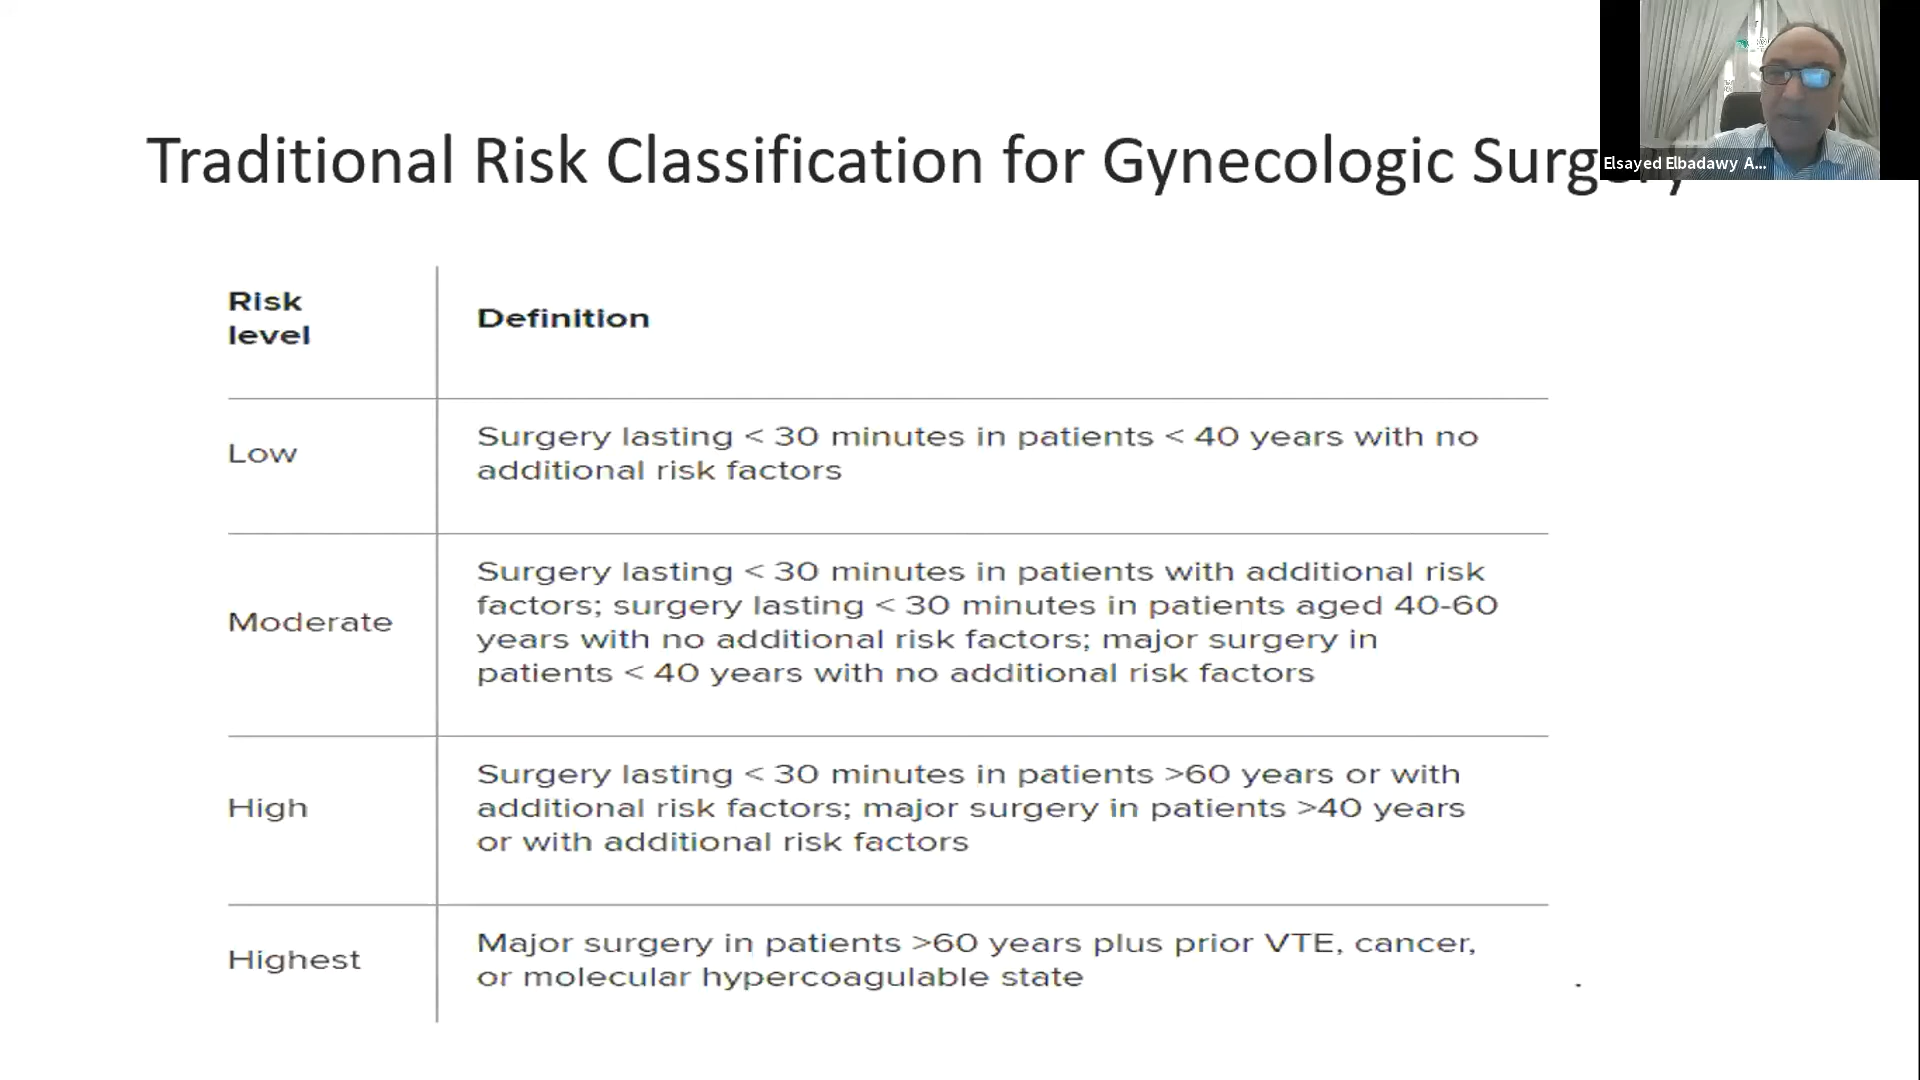 Traditional Risk Classification for Gynecologic Surgery
Elsayed Elbadawy A...
Risk
level
Definition
Low
Surgery lasting < 30 minutes in patients < 40 years with no
additional risk factors
Moderate
Surgery lasting < 30 minutes in patients with additional risk
factors; surgery lasting < 30 minutes in patients aged 40-60
years with no additional risk factors; major surgery in
patients < 40 years with no additional risk factors
High
Surgery lasting < 30 minutes in patients >60 years or with
additional risk factors; major surgery in patients >40 years
or with additional risk factors
Highest
Major surgery in patients >60 years plus prior VTE, cancer,
or molecular hypercoagulable state
.